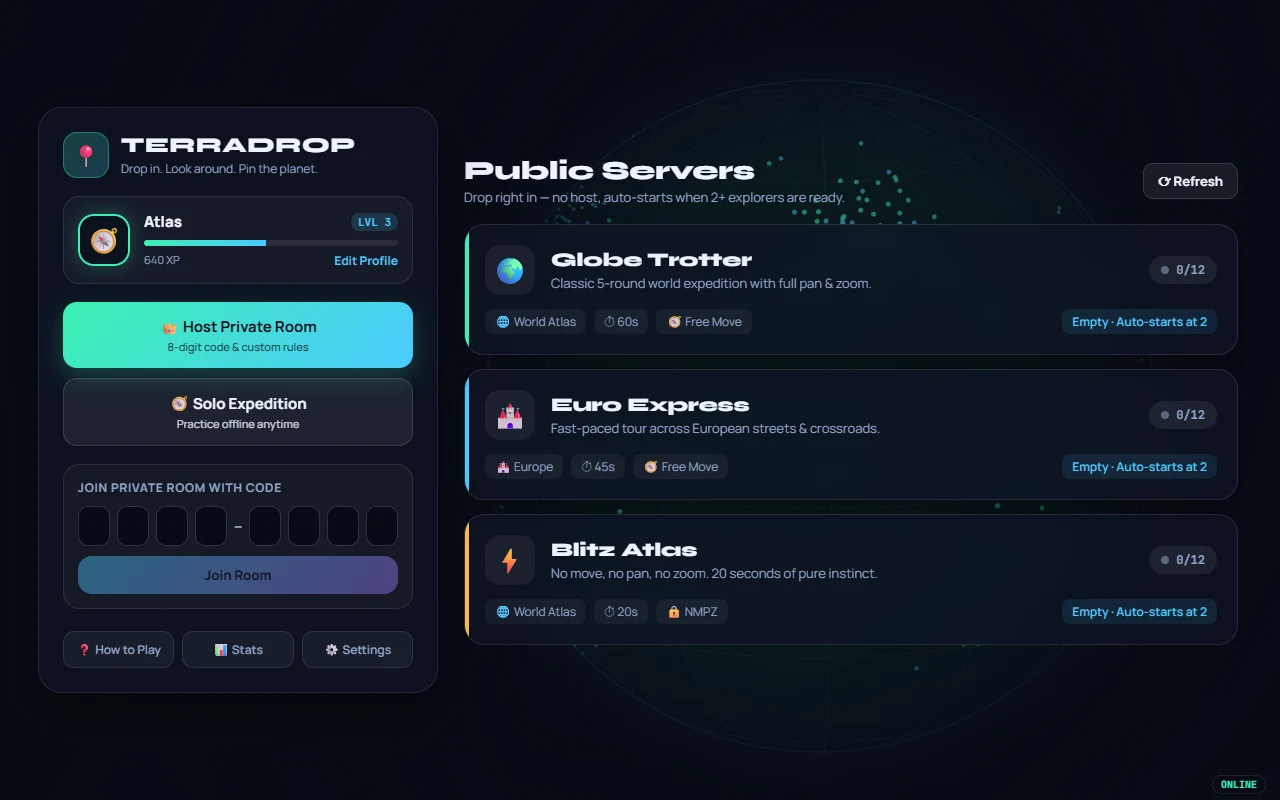 TERRADROP
Drop in. Look around. Pin the planet.
Atlas
LVL 3
640 XP
Edit Profile
Host Private Room
8-digit code & custom rules
Solo Expedition
Practice offline anytime
JOIN PRIVATE ROOM WITH CODE
–
Join Room
How to Play
Stats
Settings
Public Servers
Drop right in — no host, auto-starts when 2+ explorers are ready.
Refresh
Globe Trotter
Classic 5-round world expedition with full pan & zoom.
0/12
World Atlas
60s
Free Move
Empty · Auto-starts at 2
Euro Express
Fast-paced tour across European streets & crossroads.
0/12
Europe
45s
Free Move
Empty · Auto-starts at 2
Blitz Atlas
No move, no pan, no zoom. 20 seconds of pure instinct.
0/12
World Atlas
20s
NMPZ
Empty · Auto-starts at 2
ONLINE